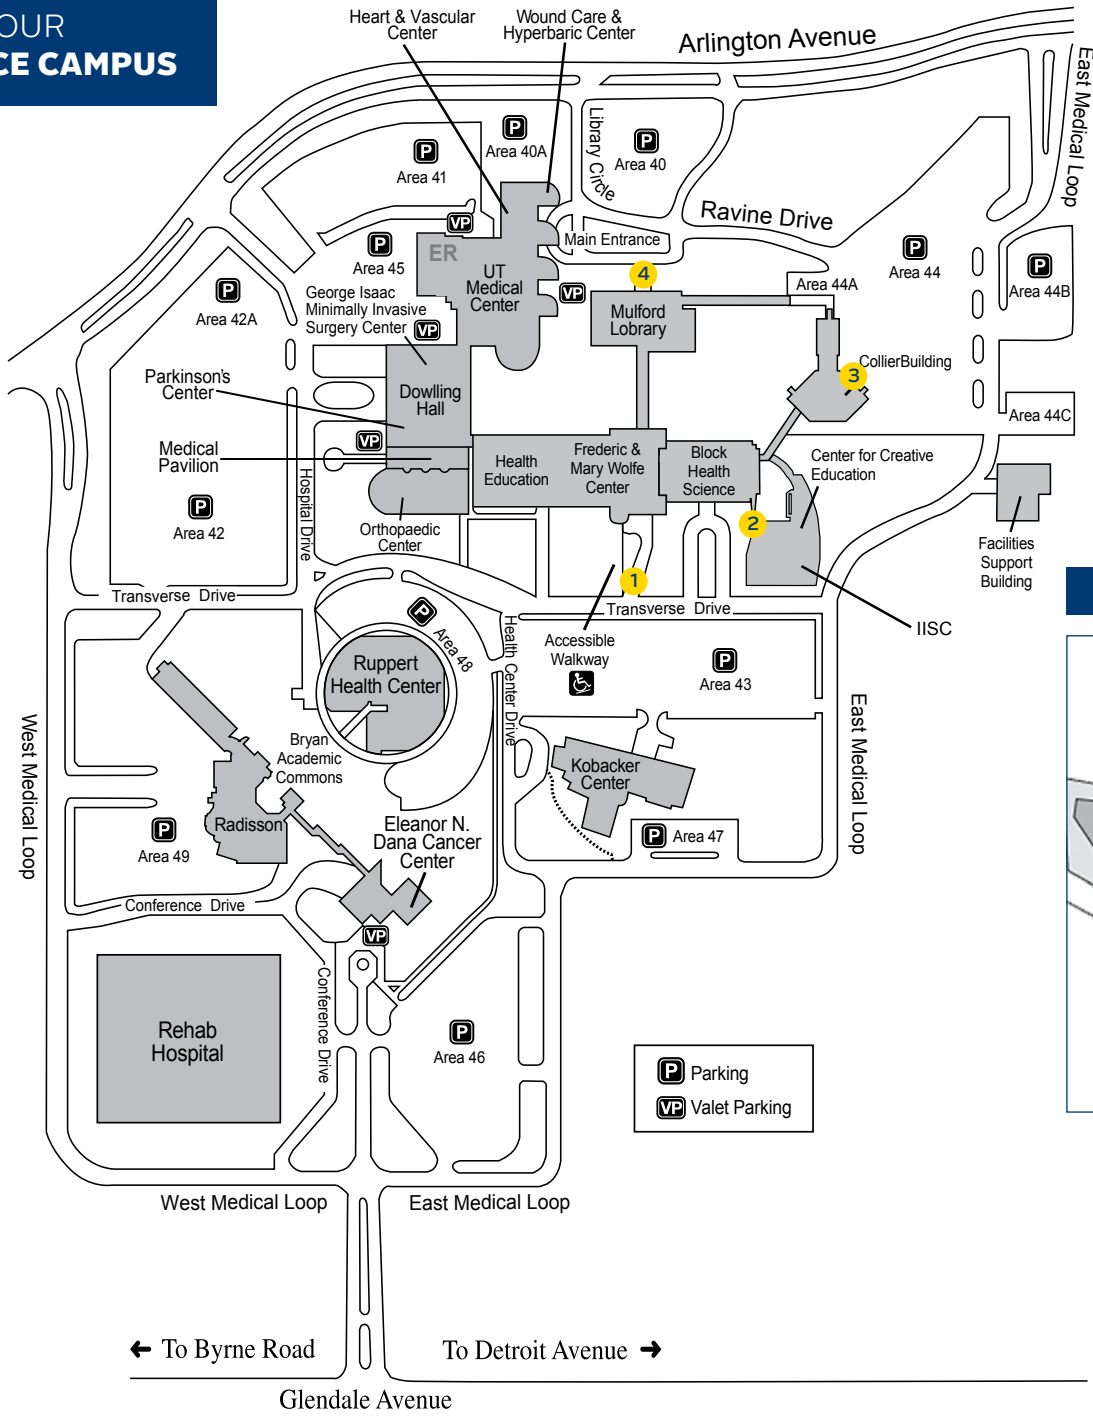 OUR
CE CAMPUS
Heart & Vascular
Center
Wound Care &
Hyperbaric Center
Arlington Avenue
East Medical Loop
P
Area 40A
P
Area 41
Library Circle
P
Area 40
Ravine Drive
VP
Main Entrance
P
Area 45
ER
UT
Medical
Center
P
Area 44
P
Area 44B
4
Area 44A
P
Area 42A
George Isaac
Minimally Invasive
Surgery Center
VP
VP
Mulford
Lobrary
CollierBuilding
3
Parkinson's
Center
Dowlling
Hall
Area 44C
Medical
Pavilion
VP
Health
Education
Frederic &
Mary Wolfe
Center
Block
Health
Science
Center for Creative
Education
P
Area 42
Hospital Drive
Orthopaedic
Center
2
Facilities
Support
Building
1
Transverse Drive
Transverse Drive
IISC
P
Area 48
Health Center Drive
Accessible
Walkway
P
Area 43
Ruppert
Health Center
West Medical Loop
East Medical Loop
Bryan
Academic
Commons
Kobacker
Center
Radisson
P
Area 49
Eleanor N.
Dana Cancer
Center
P
Area 47
Conference Drive
VP
Conference Drive
Rehab
Hospital
P
Area 46
P Parking
VP Valet Parking
West Medical Loop
East Medical Loop
← To Byrne Road
To Detroit Avenue →
Glendale Avenue